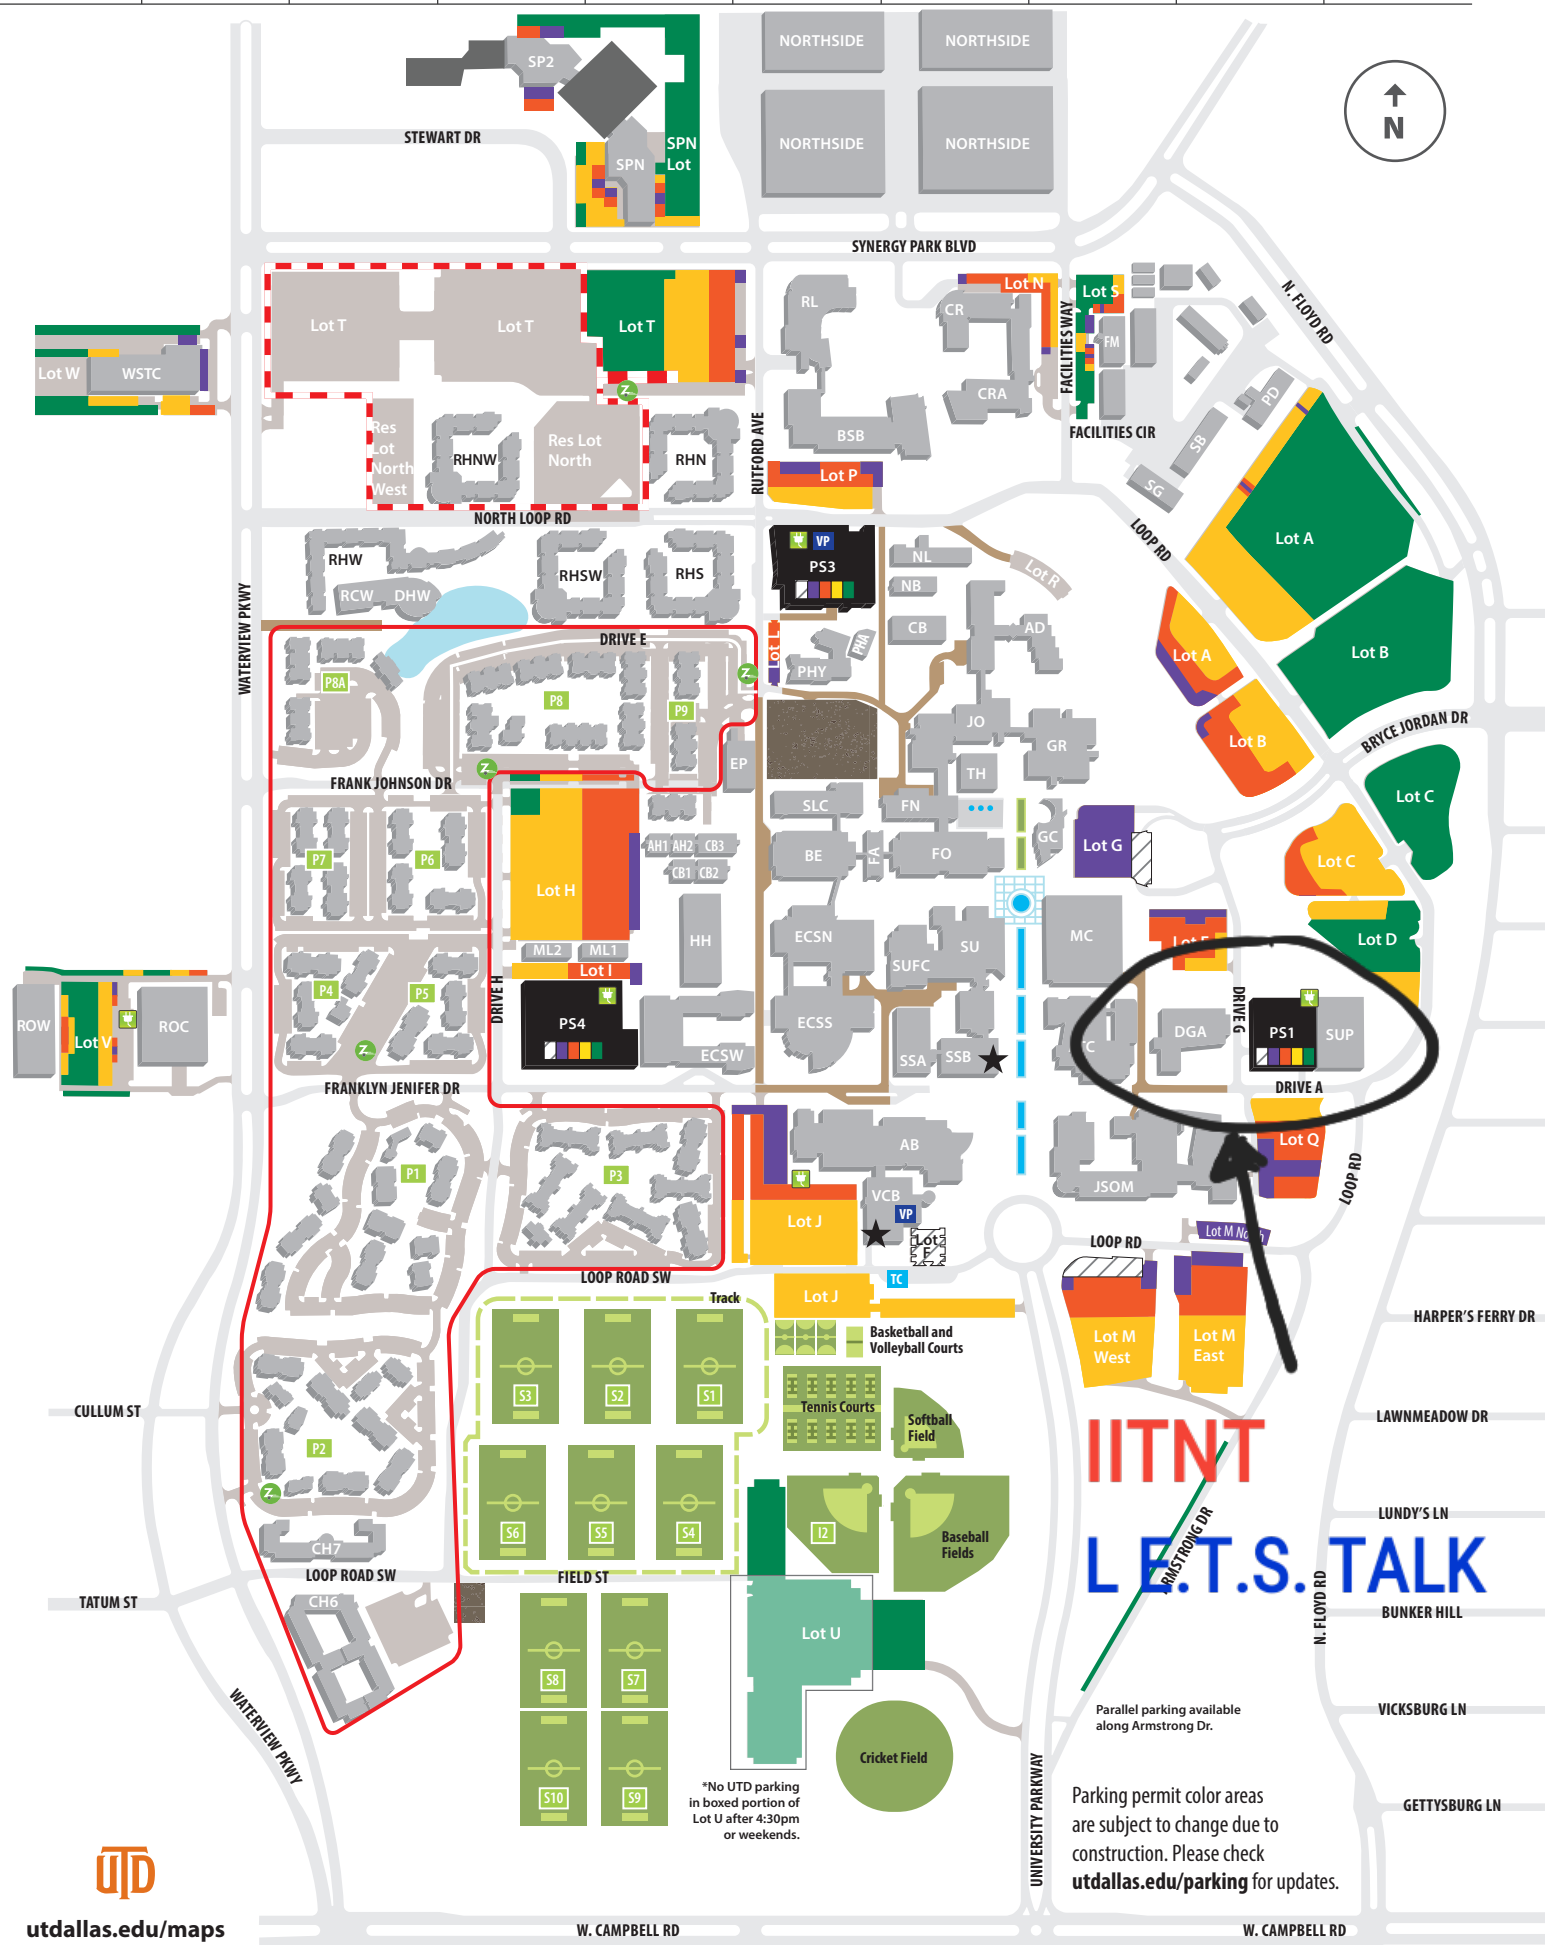 NORTHSIDE
NORTHSIDE
N
SP2
STEWART DR
NORTHSIDE
NORTHSIDE
SPN
SPN
Lot
SYNERGY PARK BLVD
N. FLOYD RD
Lot T
Lot T
Lot T
RL
CR
Lot N
Lot S
FM
FACILITIES WAY
Lot W
WSTC
CRA
PD
Res
Lot
North
West
RHNW
Res Lot
North
RHN
RUTFORD AVE
BSB
FACILITIES CIR
SB
SG
Lot P
NORTH LOOP RD
LOOP RD
Lot A
RHW
RCW
DHW
RHSW
RHS
VP
PS3
NL
NB
Lot R
WATERVIEW PKWY
DRIVE E
Lot L
PHY
PHA
CB
AD
Lot A
Lot B
P8A
P8
P9
JO
GR
Lot B
BRYCE JORDAN DR
EP
TH
FRANK JOHNSON DR
SLC
FN
Lot C
P7
P6
Lot H
AH1
AH2
CB3
CB1
CB2
BE
FA
FO
GC
Lot G
Lot C
HH
ECSN
SUFC
SU
MC
Lot D
ML2
ML1
Lot I
P4
P5
DRIVE H
PS4
ECSW
ECSS
SSA
SSB
DGA
DRIVE G
PS1
SUP
ROW
Lot V
ROC
Z
FRANKLYN JENIFER DR
DRIVE A
P1
P3
AB
JSOM
Lot Q
LOOP RD
Lot J
VCB
VP
Lot
F
LOOP RD
LOOP ROAD SW
TC
Track
Lot J
Basketball and
Volleyball Courts
Lot M
West
Lot M
East
HARPER'S FERRY DR
S3
S2
S1
Tennis Courts
Softball
Field
CULLUM ST
LAWNMEADOW DR
P2
IITNT
S6
S5
S4
I2
Baseball
Fields
LUNDY'S LN
CH7
L E.T.S. TALK
ARMSTRONG DR
LOOP ROAD SW
FIELD ST
TATUM ST
CH6
BUNKER HILL
N. FLOYD RD
Lot U
S8
S7
WATERVIEW PKWY
Parallel parking available
along Armstrong Dr.
VICKSBURG LN
Cricket Field
S10
S9
*No UTD parking
in boxed portion of
Lot U after 4:30pm
or weekends.
UNIVERSITY PARKWAY
Parking permit color areas
are subject to change due to
construction. Please check
utdallas.edu/parking for updates.
GETTYSBURG LN
UTD
utdallas.edu/maps
W. CAMPBELL RD
W. CAMPBELL RD